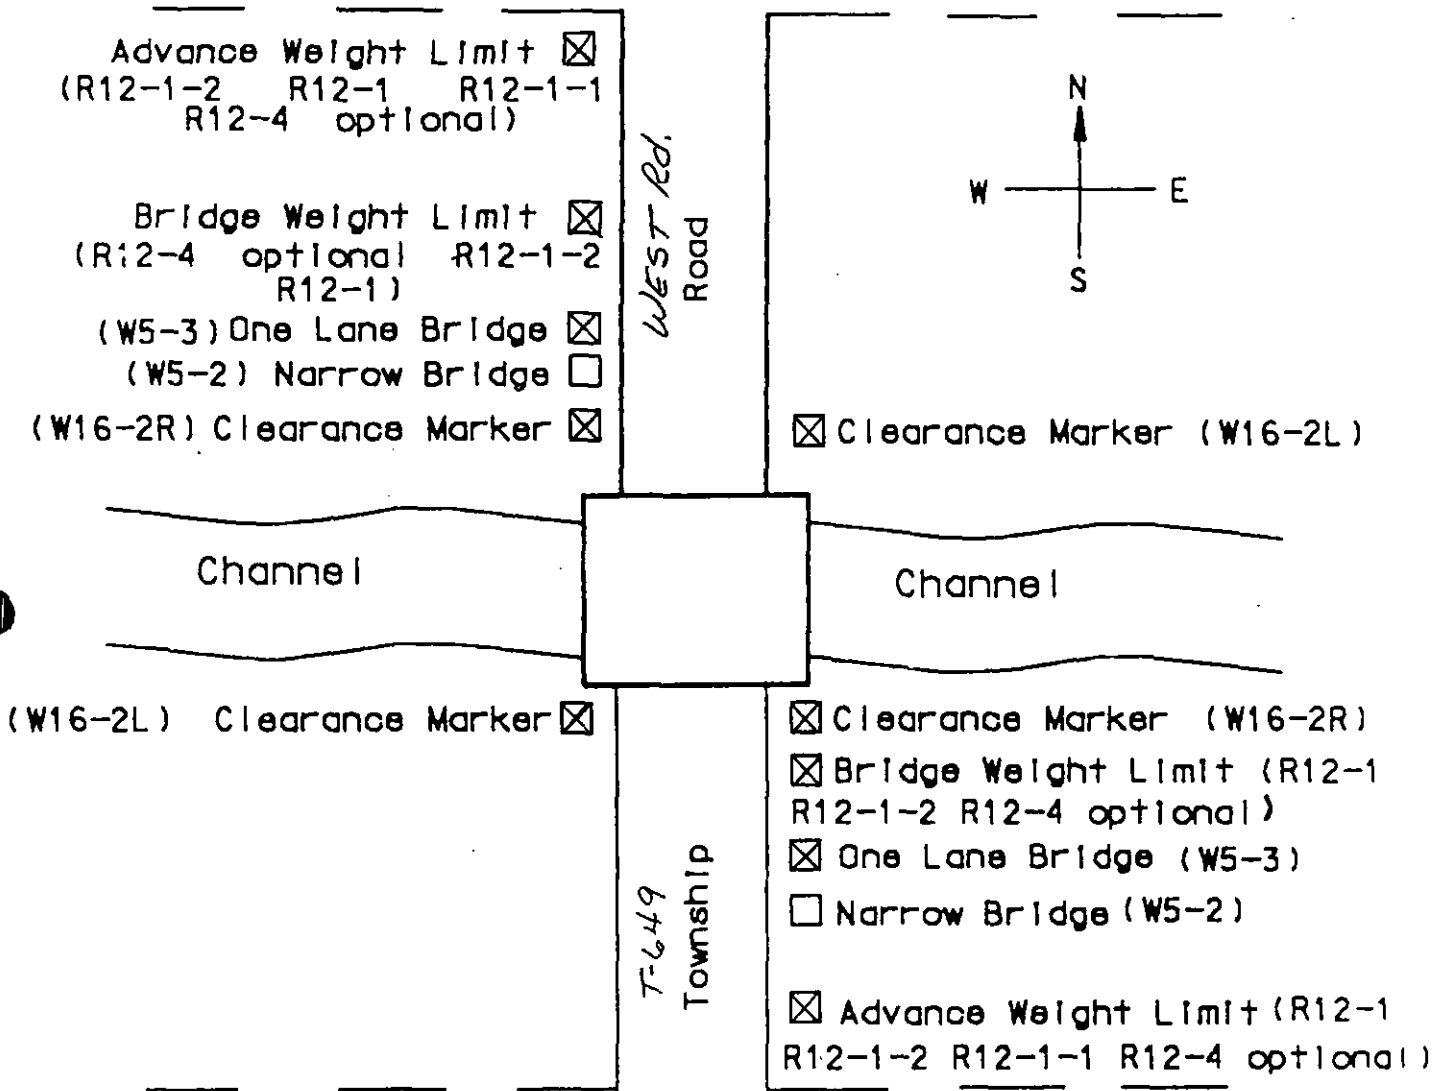 Advance Weight Limit
(R12-1-2 R12-1 R12-1-1
R12-4 optional)
Bridge Weight Limit
(R12-4 optional R12-1-2
R12-1)
(W5-3) One Lane Bridge
(W5-2) Narrow Bridge
(W16-2R) Clearance Marker
WEST Rd.
Road
N
W E
S
Clearance Marker (W16-2L)
Channel
Channel
(W16-2L) Clearance Marker
T-649
Township
Clearance Marker (W16-2R)
Bridge Weight Limit (R12-1
R12-1-2 R12-4 optional)
One Lane Bridge (W5-3)
Narrow Bridge (W5-2)
Advance Weight Limit (R12-1
R12-1-2 R12-1-1 R12-4 optional)